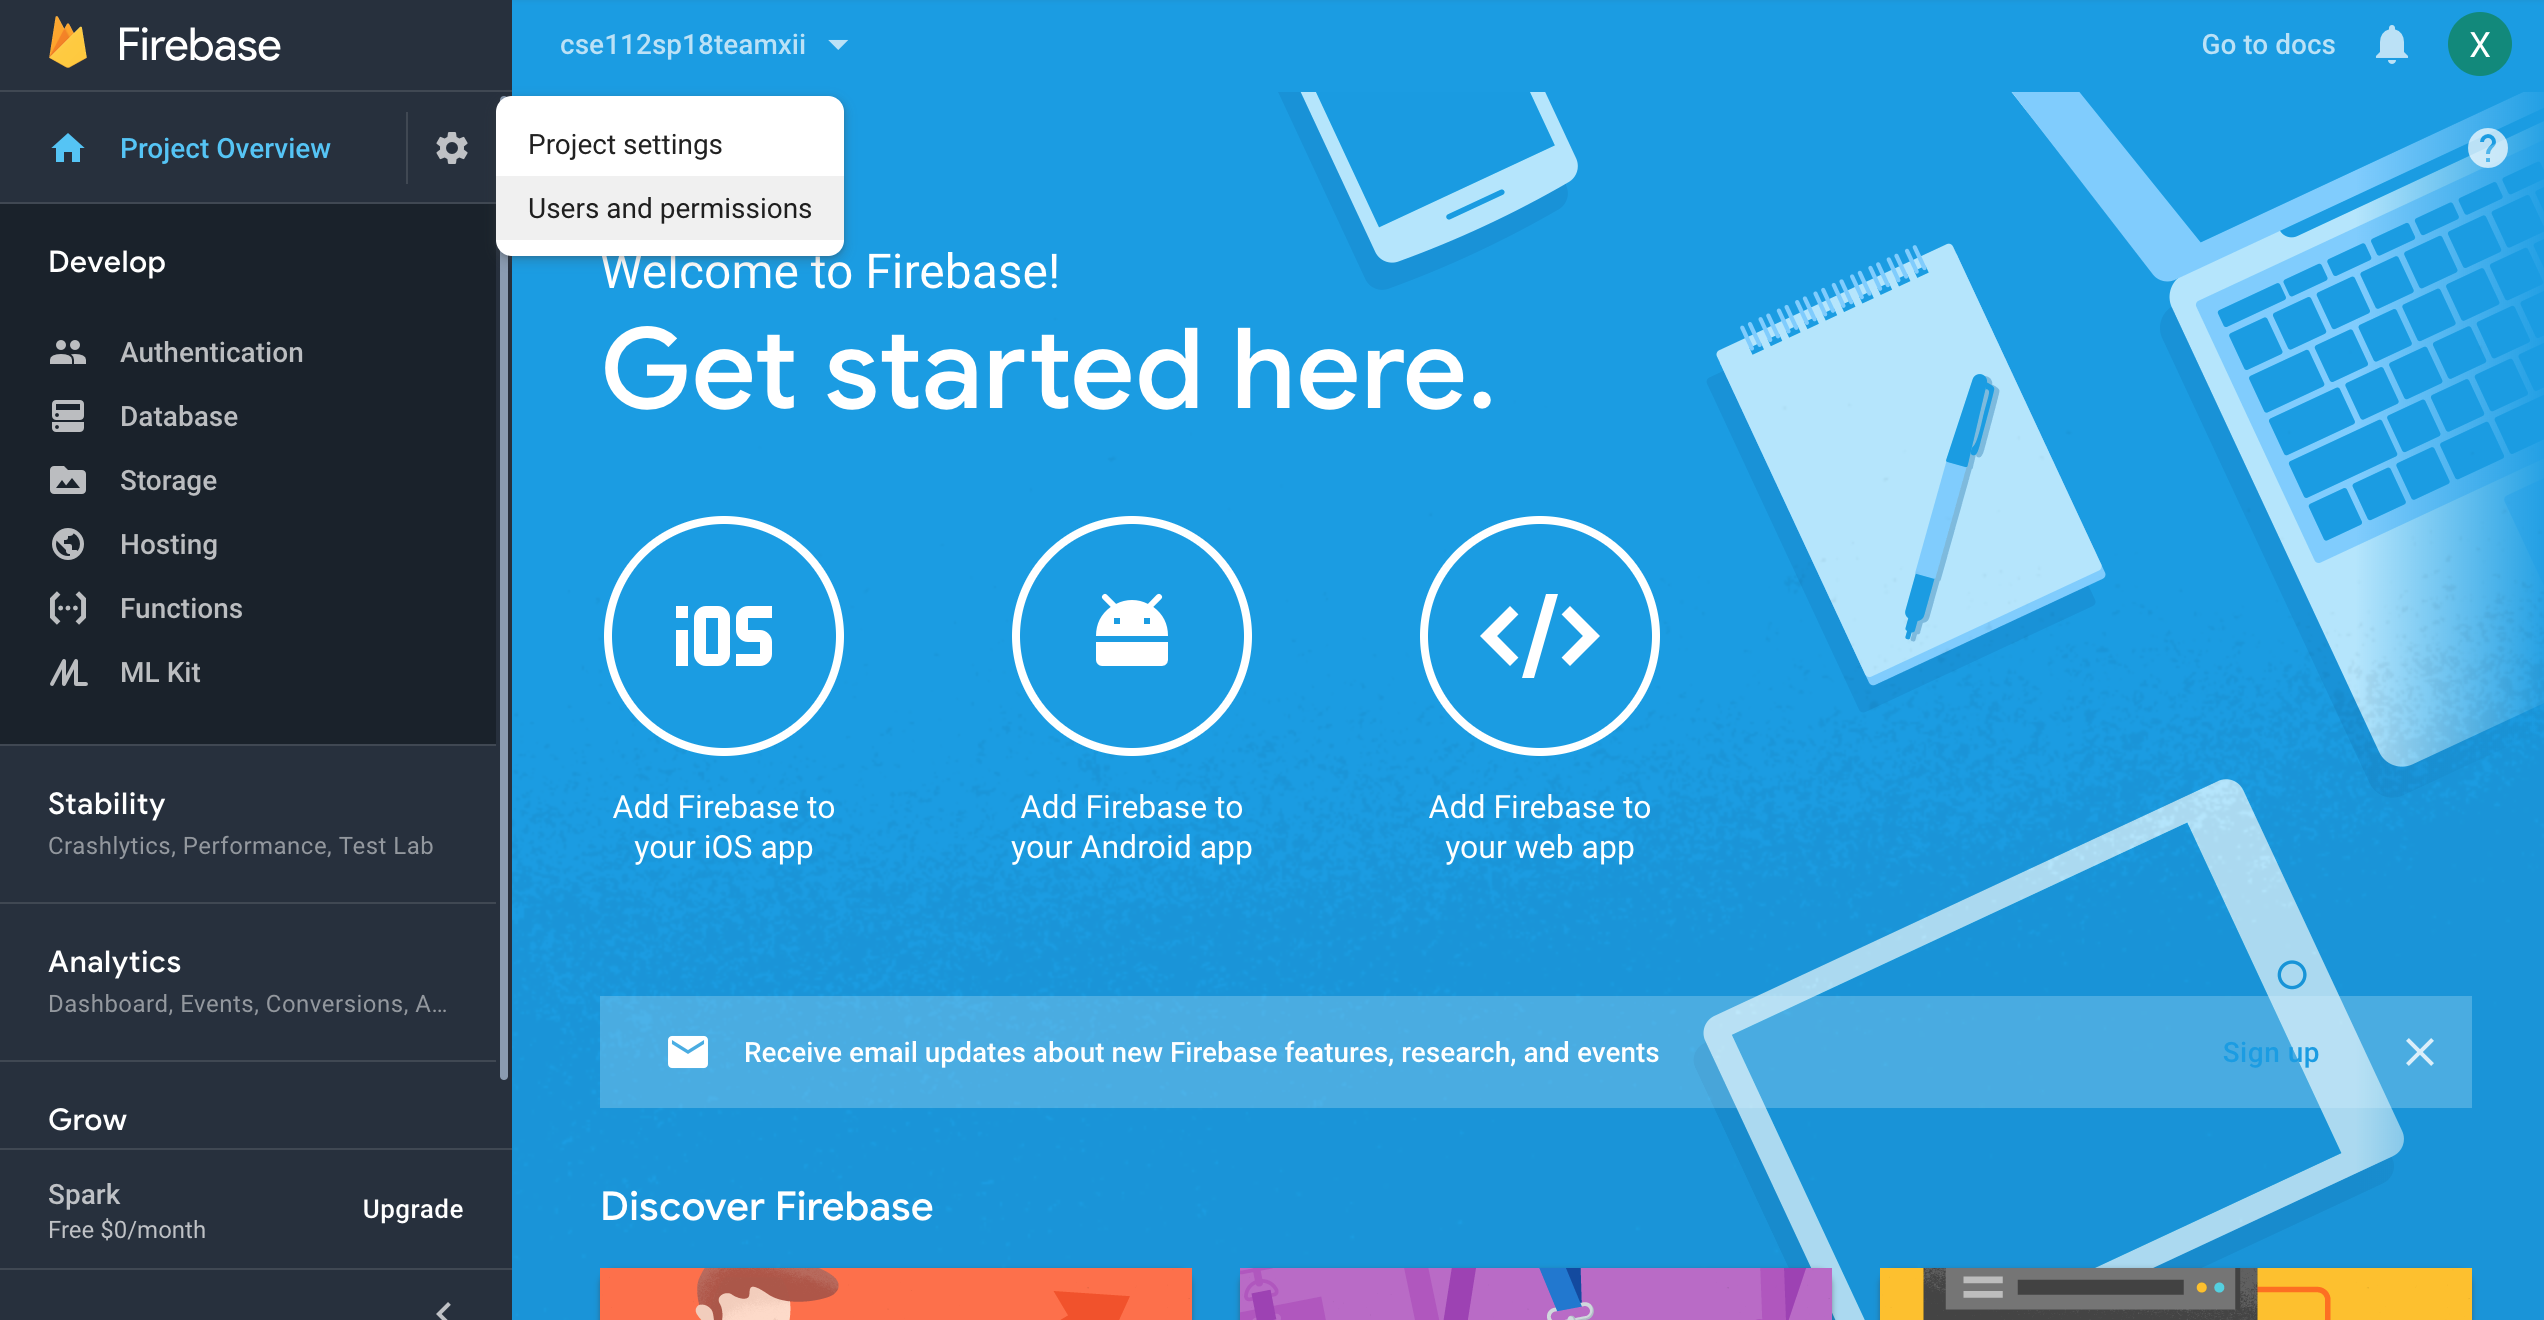 Firebase
cse112sp18teamxii
Go to docs
X
Project Overview
Project settings
Users and permissions
Develop
Authentication
Database
Storage
Hosting
Functions
ML Kit
Stability
Crashlytics, Performance, Test Lab
Analytics
Dashboard, Events, Conversions, A...
Grow
Spark
Free $0/month
Upgrade
Welcome to Firebase!
Get started here.
iOS
Add Firebase to
your iOS app
Add Firebase to
your Android app
</>
Add Firebase to
your web app
Receive email updates about new Firebase features, research, and events
Sign up
Discover Firebase